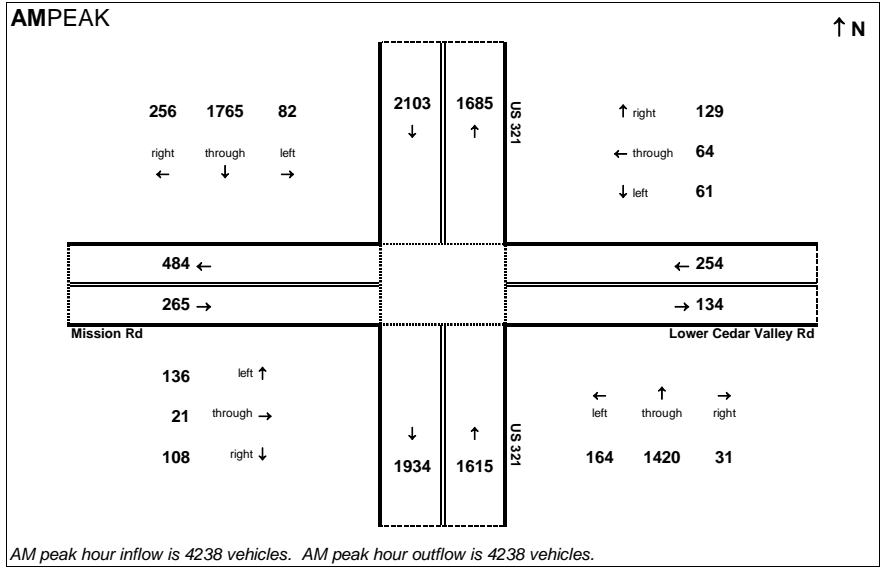 AMPEAK
↑ N
256 1765 82
right through left
← ↓ →
2103 1685
↓ ↑
US 321
↑ right 129
← through 64
↓ left 61
484 ←
265 →
← 254
→ 134
Mission Rd
Lower Cedar Valley Rd
136 left ↑
21 through →
108 right ↓
↓ ↑
1934 1615
US 321
← ↑ →
left through right
164 1420 31
AM peak hour inflow is 4238 vehicles. AM peak hour outflow is 4238 vehicles.